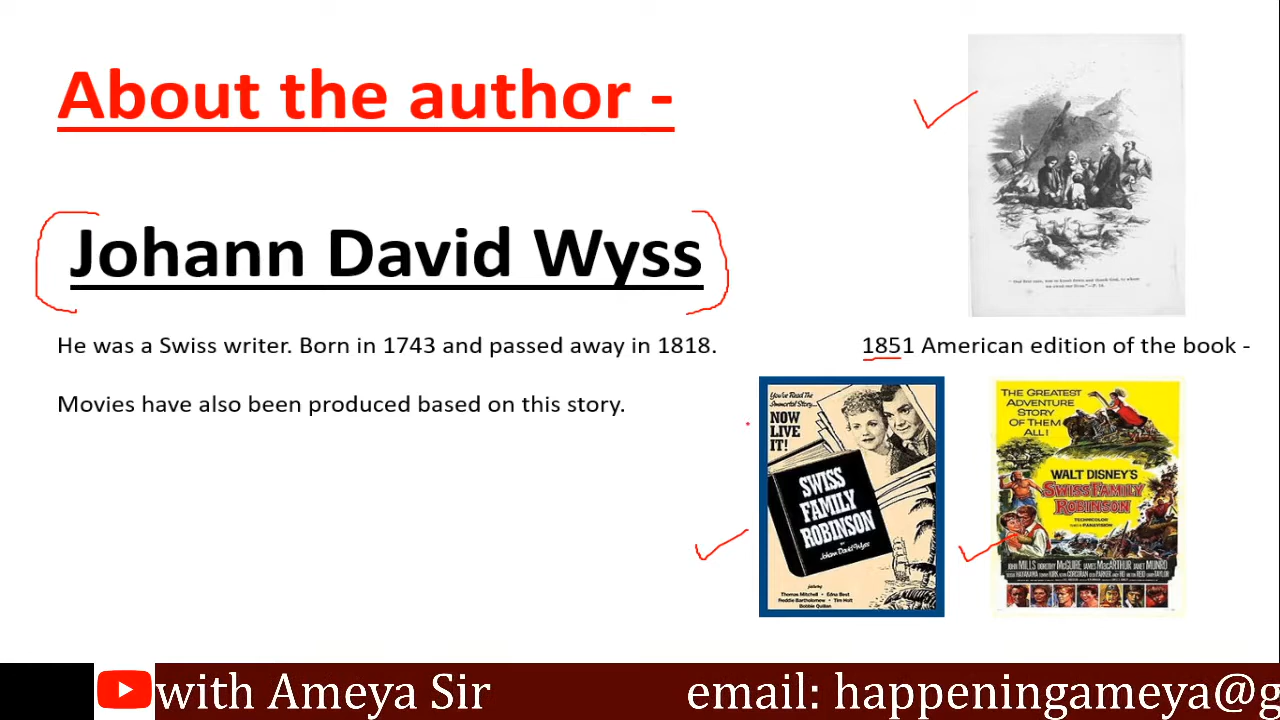 About the author -
Johann David Wyss
He was a Swiss writer. Born in 1743 and passed away in 1818.
1851 American edition of the book -
Movies have also been produced based on this story.
You've Read The
Immortal Story...
NOW
LIVE
IT!
SWISS
FAMILY
ROBINSON
BY
Johann David Wyss
featuring
Thomas Mitchell • Edna Best
Freddie Bartholomew • Tim Holt
Bobbie Quillan
THE GREATEST
ADVENTURE
STORY
OF THEM
ALL!
WALT DISNEY'S
SWISS FAMILY
ROBINSON
TECHNICOLOR
PANAVISION
JOHN MILLS DOROTHY McGUIRE JAMES MacARTHUR JANET MUNRO
with Ameya Sir
email: happeningameya@g